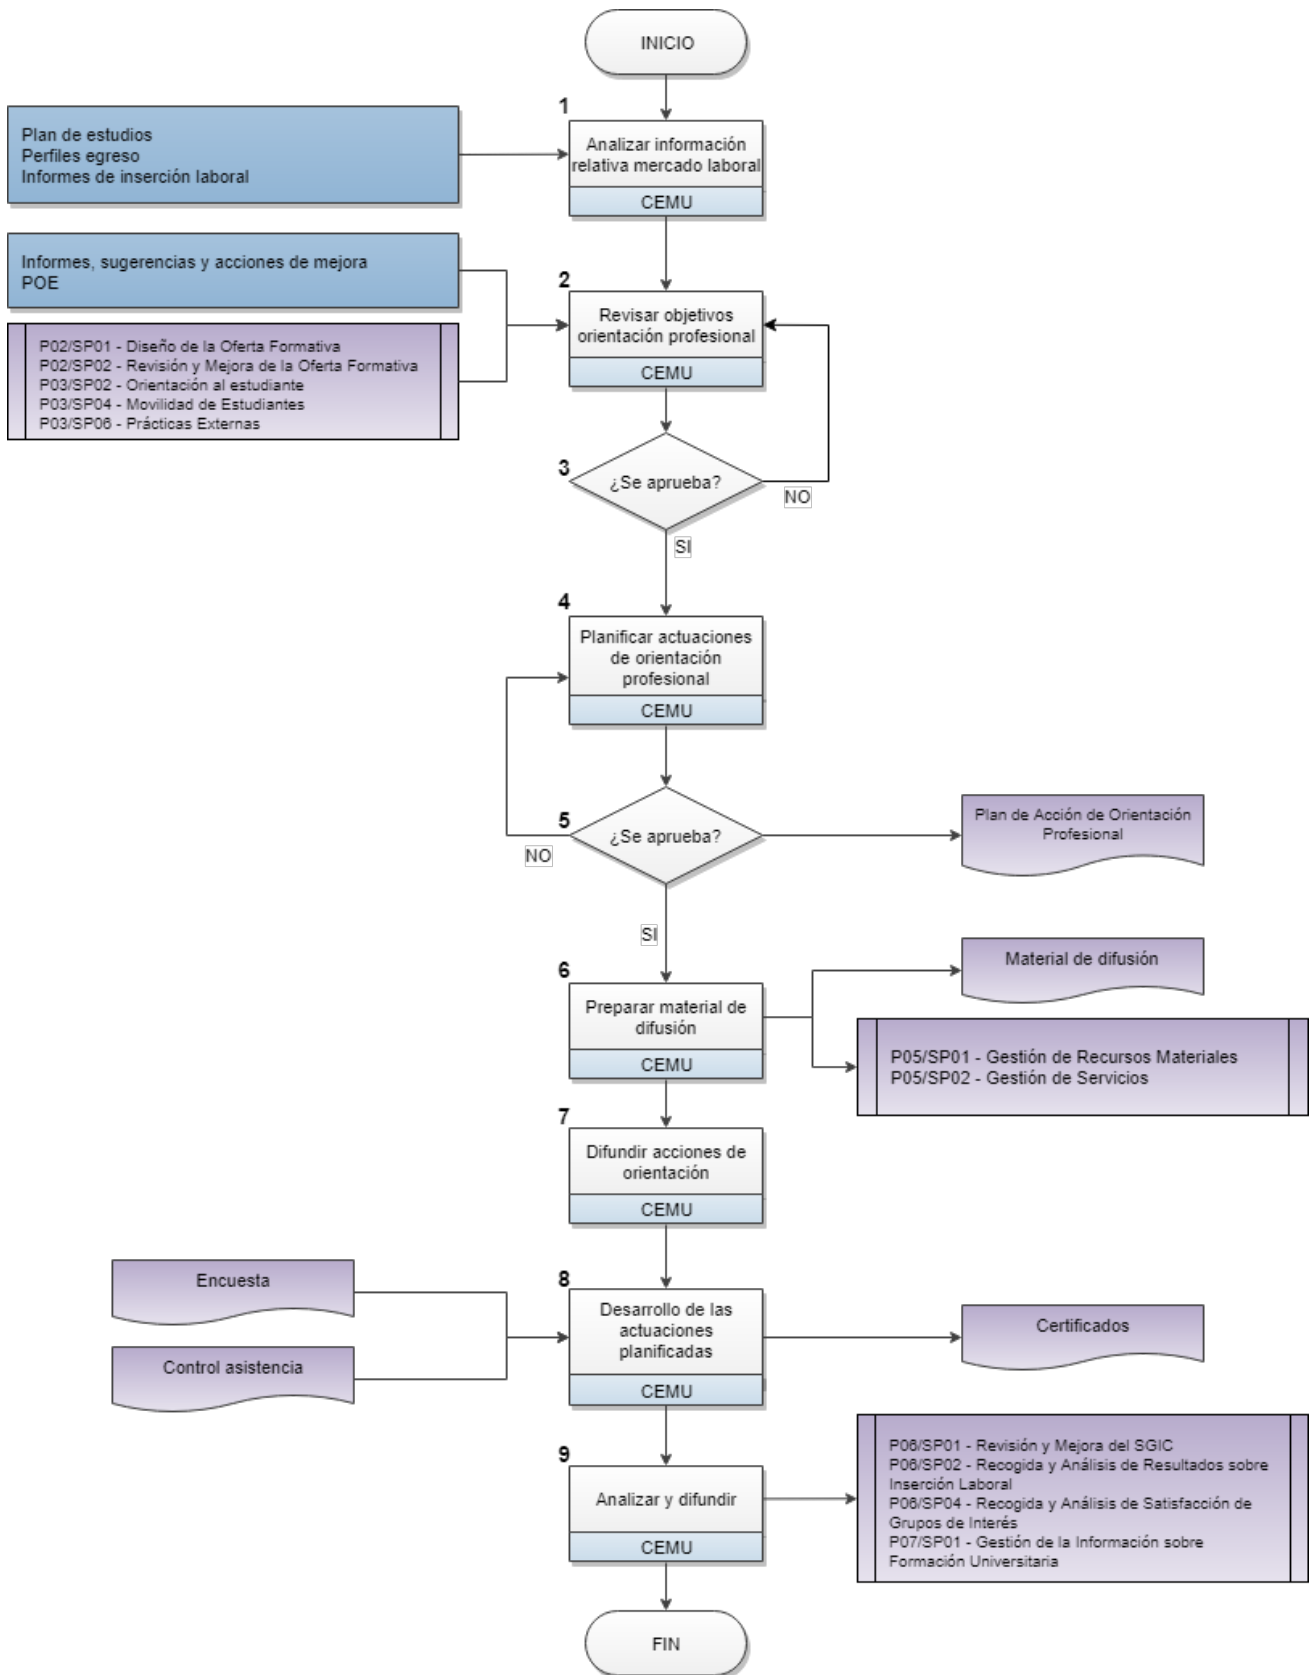 INICIO
1
Plan de estudios
Perfiles egreso
Informes de inserción laboral
Analizar información
relativa mercado laboral
CEMU
Informes, sugerencias y acciones de mejora
POE
2
Revisar objetivos
orientación profesional
CEMU
P02/SP01 - Diseño de la Oferta Formativa
P02/SP02 - Revisión y Mejora de la Oferta Formativa
P03/SP02 - Orientación al estudiante
P03/SP04 - Movilidad de Estudiantes
P03/SP06 - Prácticas Externas
3
¿Se aprueba?
NO
SI
4
Planificar actuaciones
de orientación
profesional
CEMU
5
¿Se aprueba?
NO
Plan de Acción de Orientación
Profesional
SI
6
Preparar material de
difusión
CEMU
Material de difusión
P05/SP01 - Gestión de Recursos Materiales
P05/SP02 - Gestión de Servicios
7
Difundir acciones de
orientación
CEMU
Encuesta
Control asistencia
8
Desarrollo de las
actuaciones
planificadas
CEMU
Certificados
9
Analizar y difundir
CEMU
P06/SP01 - Revisión y Mejora del SGIC
P06/SP02 - Recogida y Análisis de Resultados sobre
Inserción Laboral
P06/SP04 - Recogida y Análisis de Satisfacción de
Grupos de Interés
P07/SP01 - Gestión de la Información sobre
Formación Universitaria
FIN